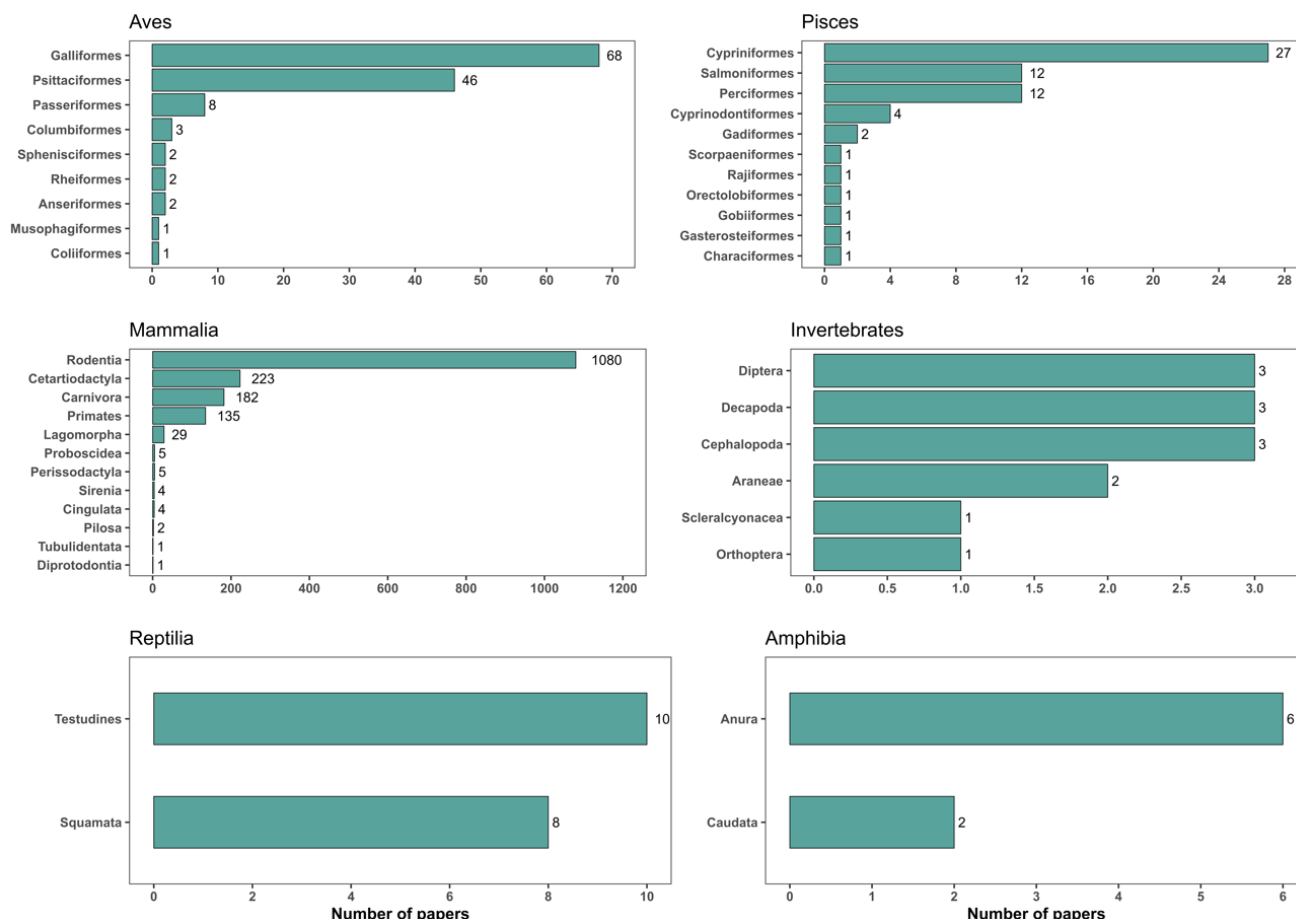 Aves
Galliformes 68
Psittaciformes 46
Passeriformes 8
Columbiformes 3
Sphenisciformes 2
Rheiformes 2
Anseriformes 2
Musophagiformes 1
Coliiformes 1
0 10 20 30 40 50 60 70
Pisces
Cypriniformes 27
Salmoniformes 12
Perciformes 12
Cyprinodontiformes 4
Gadiformes 2
Scorpaeniformes 1
Rajiformes 1
Orectolobiformes 1
Gobiiformes 1
Gasterosteiformes 1
Characiformes 1
0 4 8 12 16 20 24 28
Mammalia
Rodentia 1080
Cetartiodactyla 223
Carnivora 182
Primates 135
Lagomorpha 29
Proboscidea 5
Perissodactyla 5
Sirenia 4
Cingulata 4
Pilosa 2
Tubulidentata 1
Diprotodontia 1
0 200 400 600 800 1000 1200
Invertebrates
Diptera 3
Decapoda 3
Cephalopoda 3
Araneae 2
Scleralcyonacea 1
Orthoptera 1
0.0 0.5 1.0 1.5 2.0 2.5 3.0
Reptilia
Testudines 10
Squamata 8
0 2 4 6 8 10
Number of papers
Amphibia
Anura 6
Caudata 2
0 1 2 3 4 5 6
Number of papers